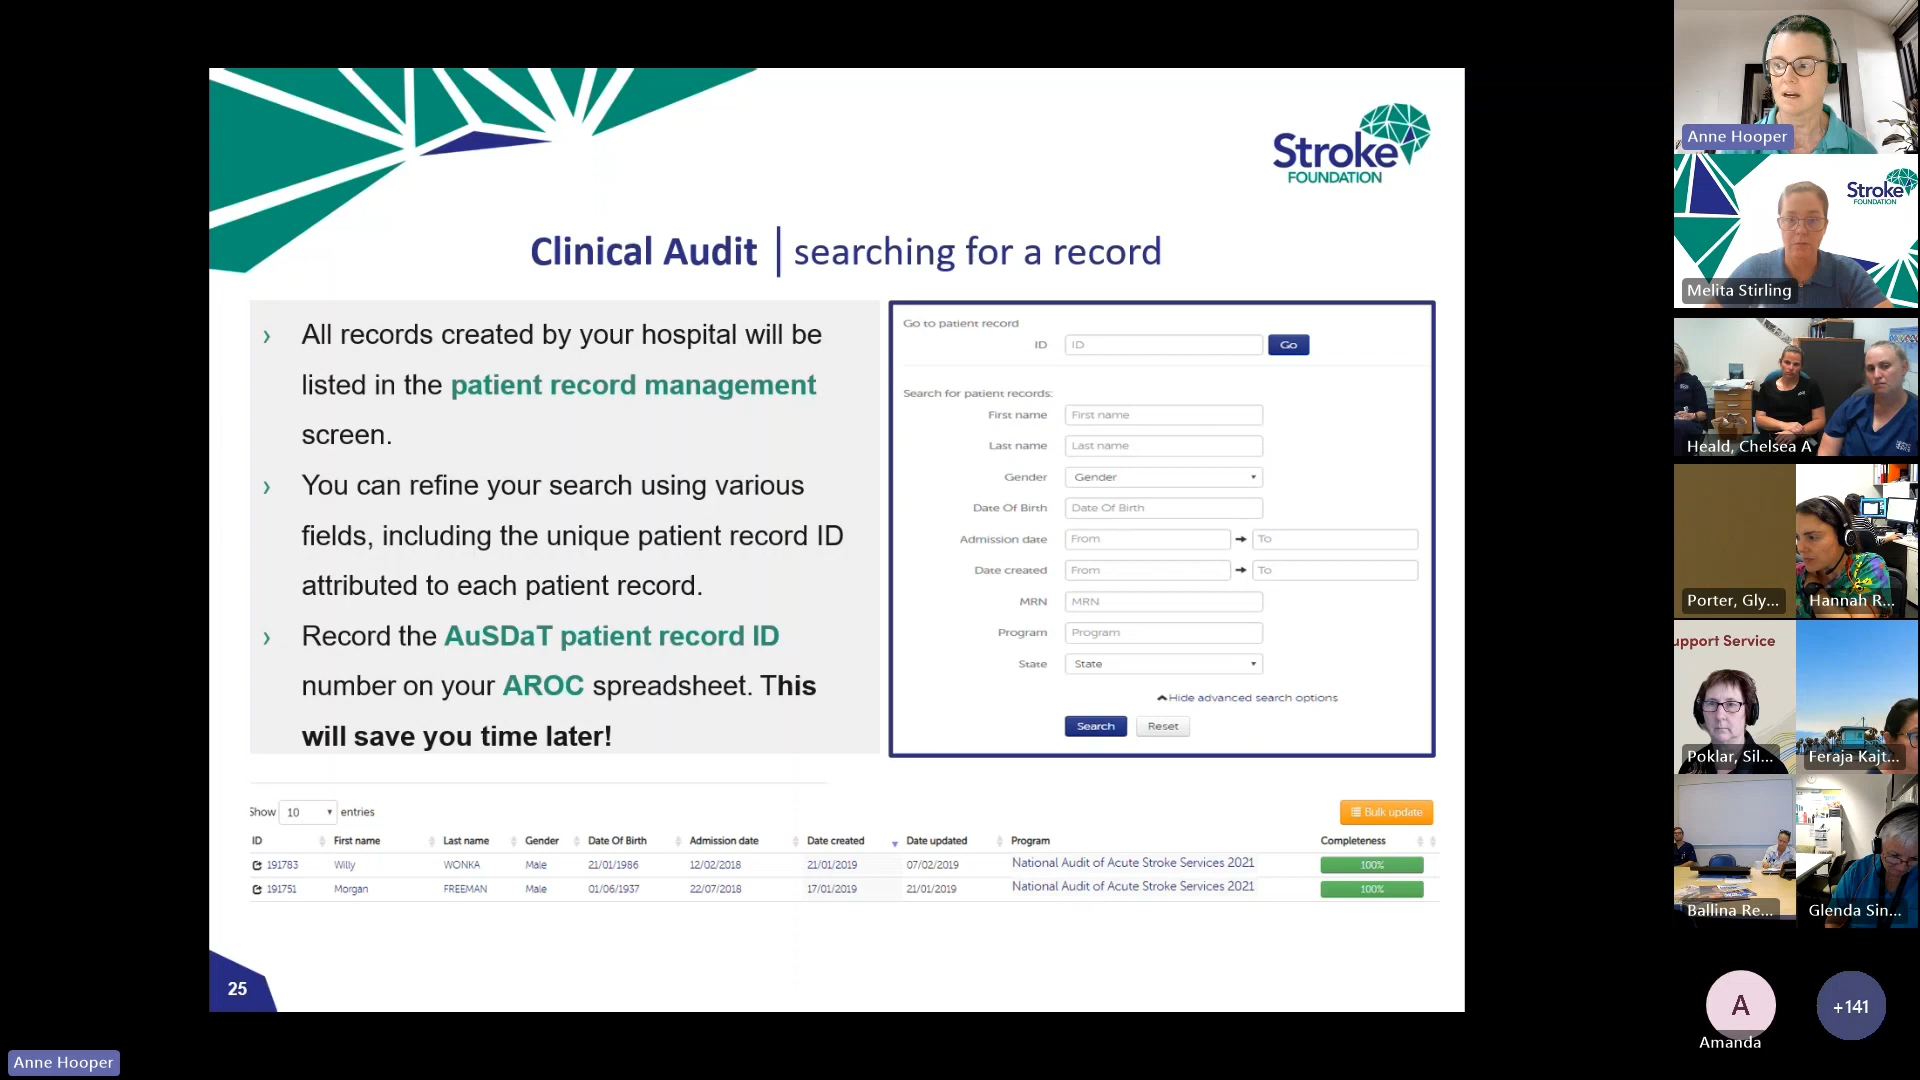 Stroke
FOUNDATION
Clinical Audit | searching for a record
› All records created by your hospital will be
listed in the patient record management
screen.
› You can refine your search using various
fields, including the unique patient record ID
attributed to each patient record.
› Record the AuSDaT patient record ID
number on your AROC spreadsheet. This
will save you time later!
Go to patient record
ID ID Go
Search for patient records:
First name First name
Last name Last name
Gender Gender
Date Of Birth Date Of Birth
Admission date From To
Date created From To
MRN MRN
Program Program
State State
Hide advanced search options
Search Reset
Show 10 entries
Bulk update
ID First name Last name Gender Date Of Birth Admission date Date created Date updated Program Completeness
191783 Willy WONKA Male 21/01/1986 12/02/2018 21/01/2019 07/02/2019 National Audit of Acute Stroke Services 2021 100%
191751 Morgan FREEMAN Male 01/06/1937 22/07/2018 17/01/2019 21/01/2019 National Audit of Acute Stroke Services 2021 100%
25
Anne Hooper
Anne Hooper
Stroke
FOUNDATION
Melita Stirling
Heald, Chelsea A
Porter, Gly...
Hannah R...
upport Service
Poklar, Sil...
Feraja Kajt...
Ballina Re...
Glenda Sin...
A
Amanda
+141